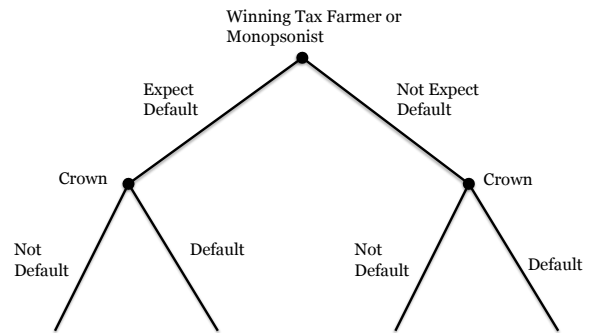 Winning Tax Farmer or
Monopsonist
Expect
Default
Not Expect
Default
Crown
Crown
Not
Default
Default
Not
Default
Default